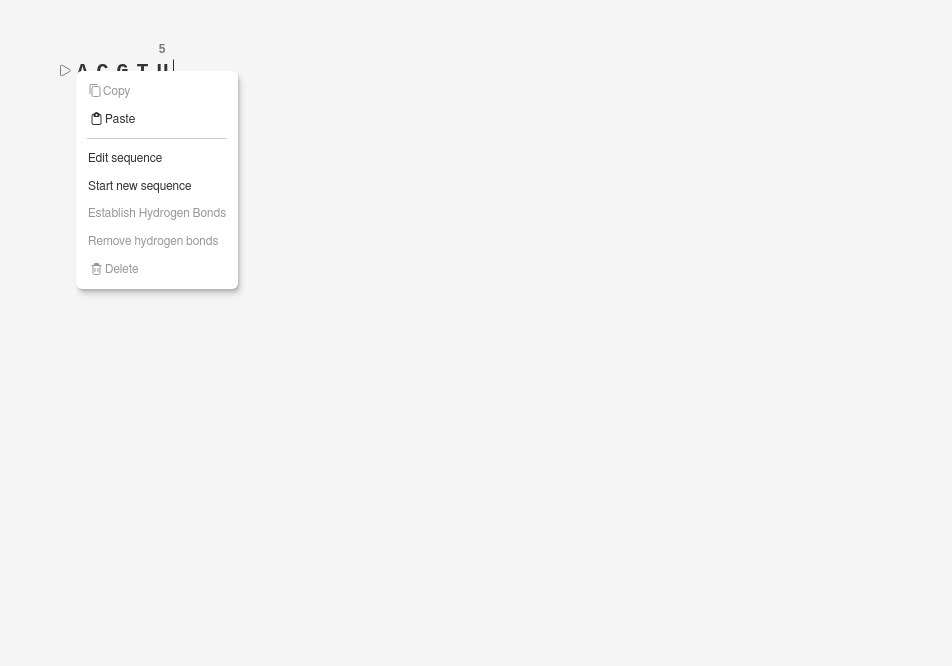 5
A C G T U
Copy
Paste
Edit sequence
Start new sequence
Establish Hydrogen Bonds
Remove hydrogen bonds
Delete